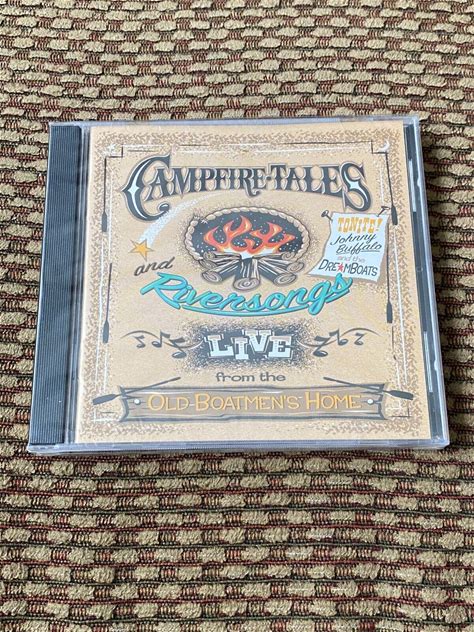 CAMPFIRE-TALES
TONITE!
Johnny
Buffalo
and the
DREAMBOATS
and
Riversongs
LIVE
from the
OLD-BOATMEN'S HOME